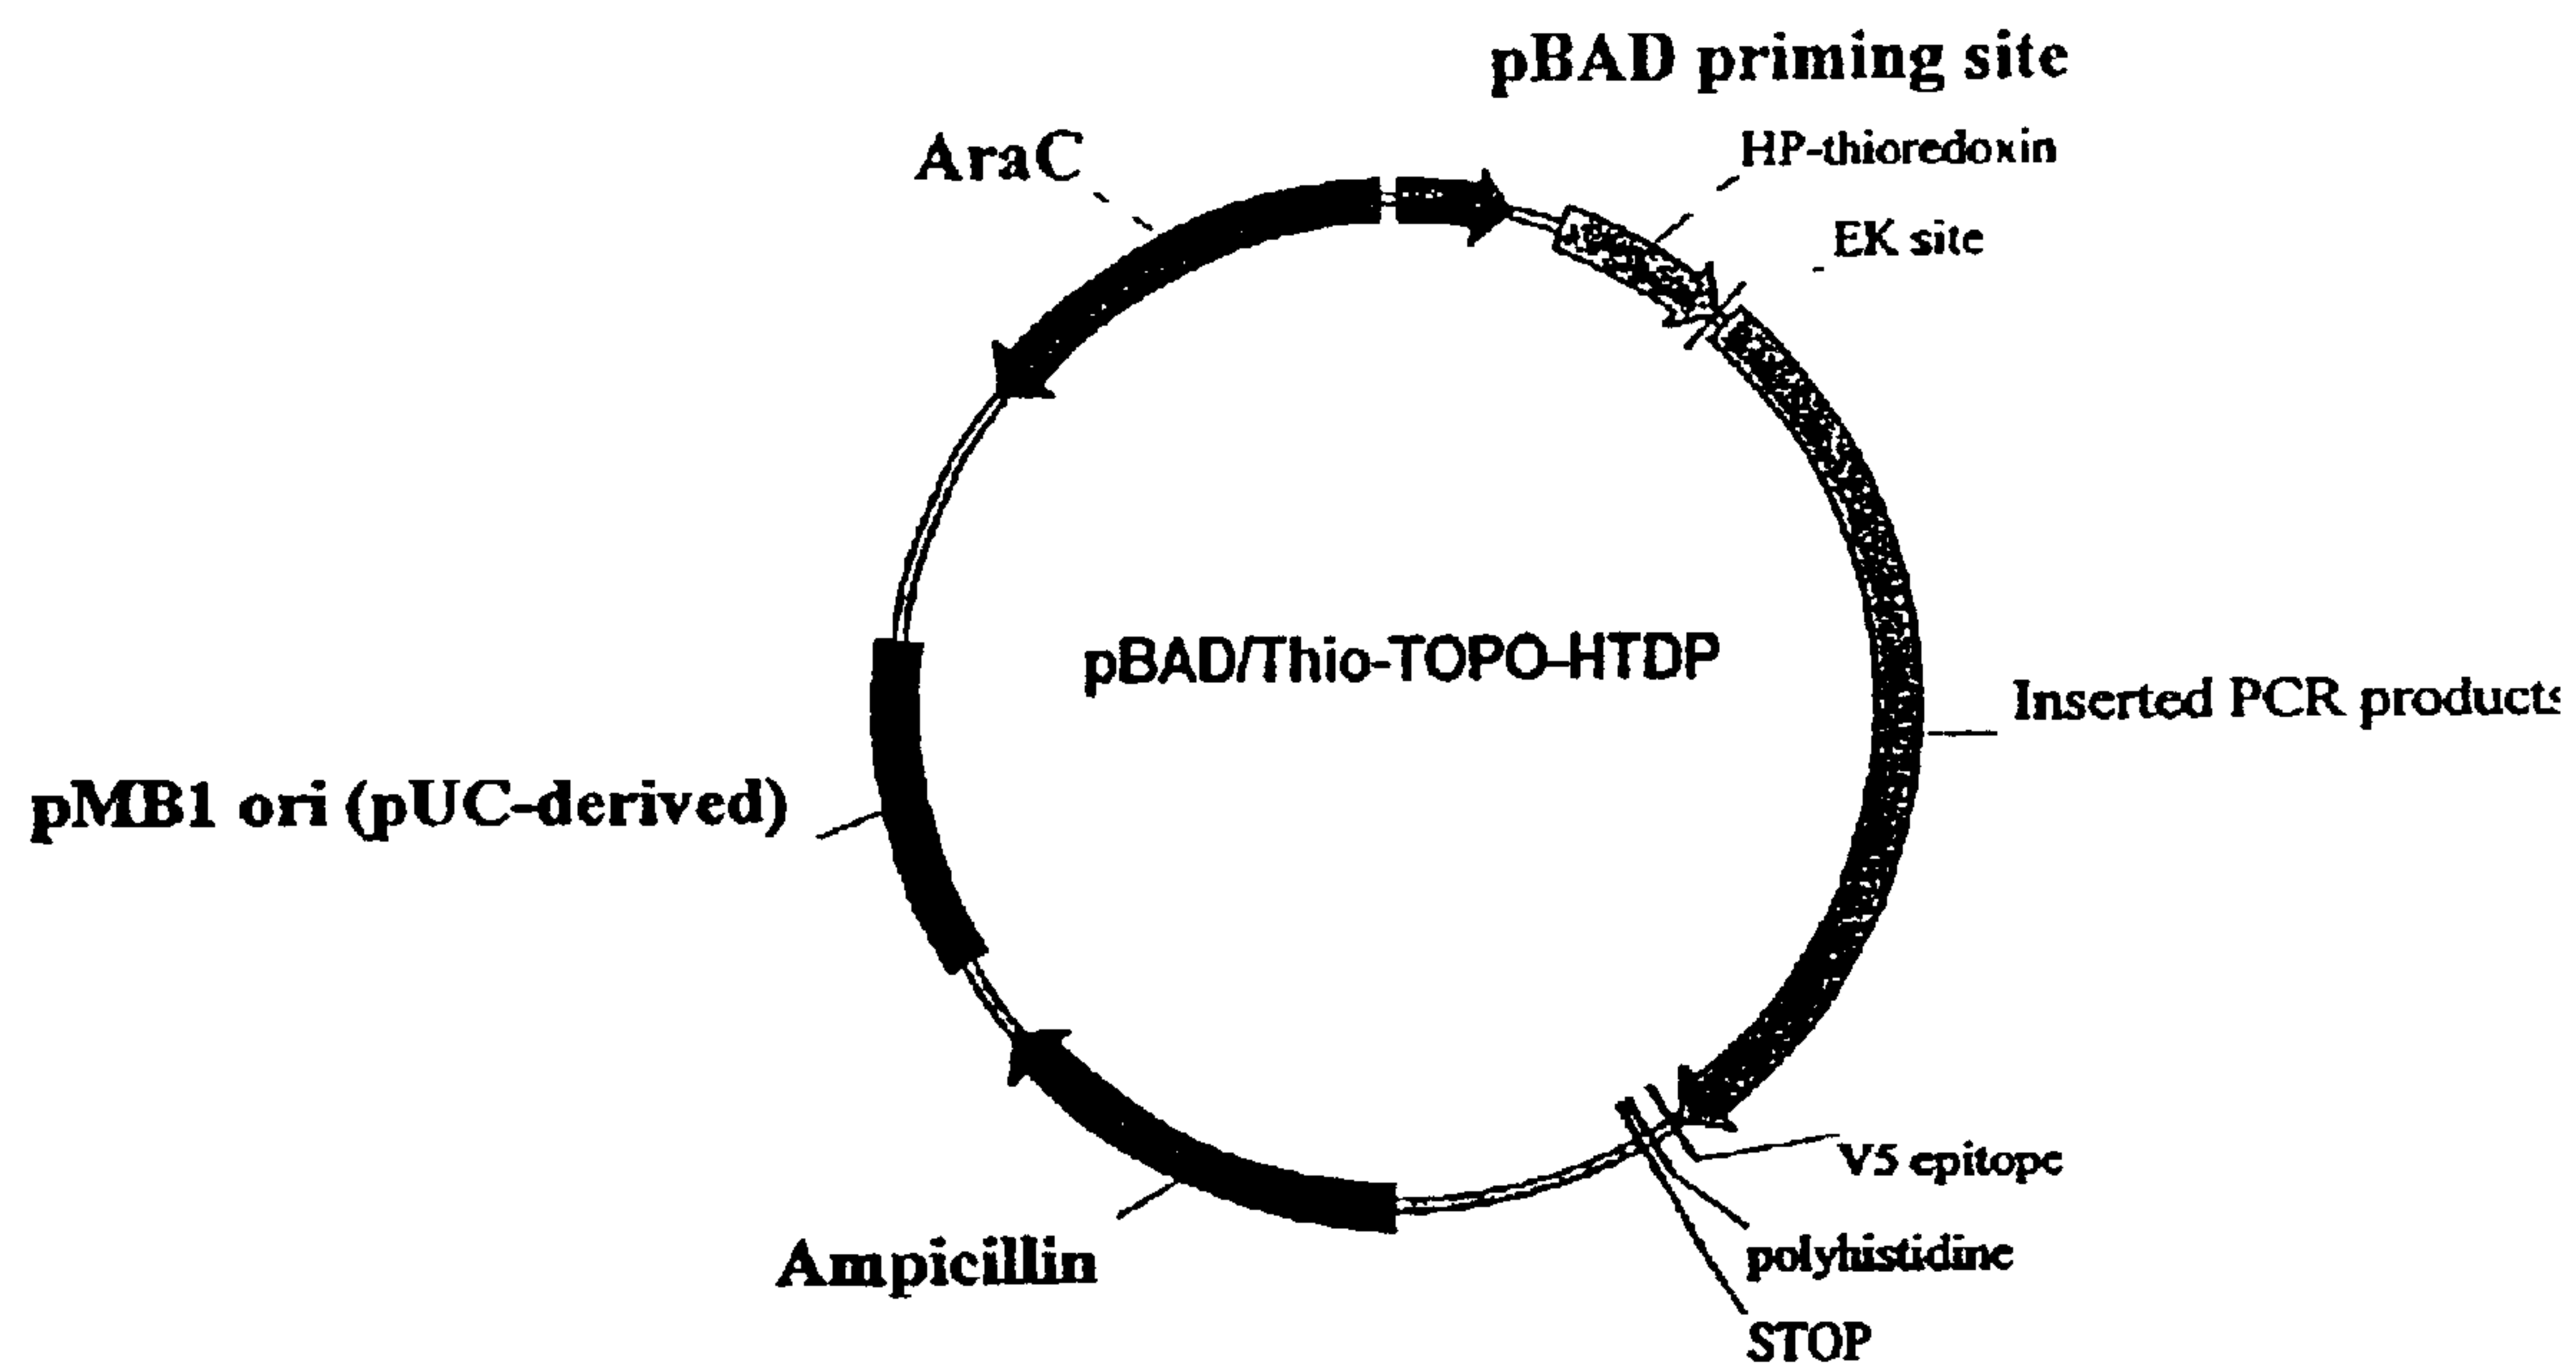 pBAD priming site
HP-thioredoxin
AraC
EK site
pBAD/Thio-TOPO-HTDP
Inserted PCR products
pMB1 ori (pUC-derived)
V5 epitope
polyhistidine
Ampicillin
STOP